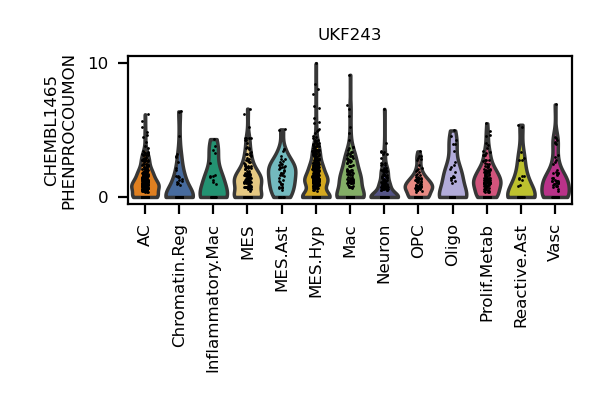 UKF243
CHEMBL1465
PHENPROCOUMON
10
0
AC
Chromatin.Reg
Inflammatory.Mac
MES
MES.Ast
MES.Hyp
Mac
Neuron
OPC
Oligo
Prolif.Metab
Reactive.Ast
Vasc